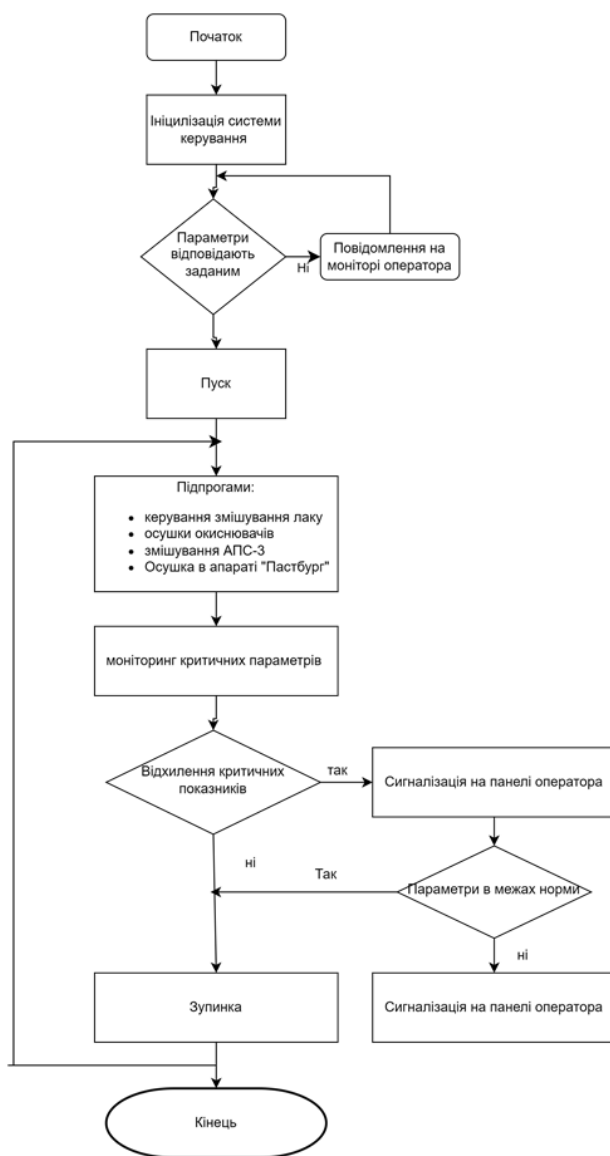 Початок
Ініцилізація системи
керування
Параметри
відповідають
заданим
Ні
Повідомлення на
моніторі оператора
Пуск
Підпрогами:
керування змішування лаку
осушки окиснювачів
змішування АПС-3
Осушка в апараті "Пастбург"
моніторинг критичних параметрів
Відхилення критичних
показників
так
Сигналізація на панелі оператора
ні
Так
Параметри в межах норми
ні
Зупинка
Сигналізація на панелі оператора
Кінець